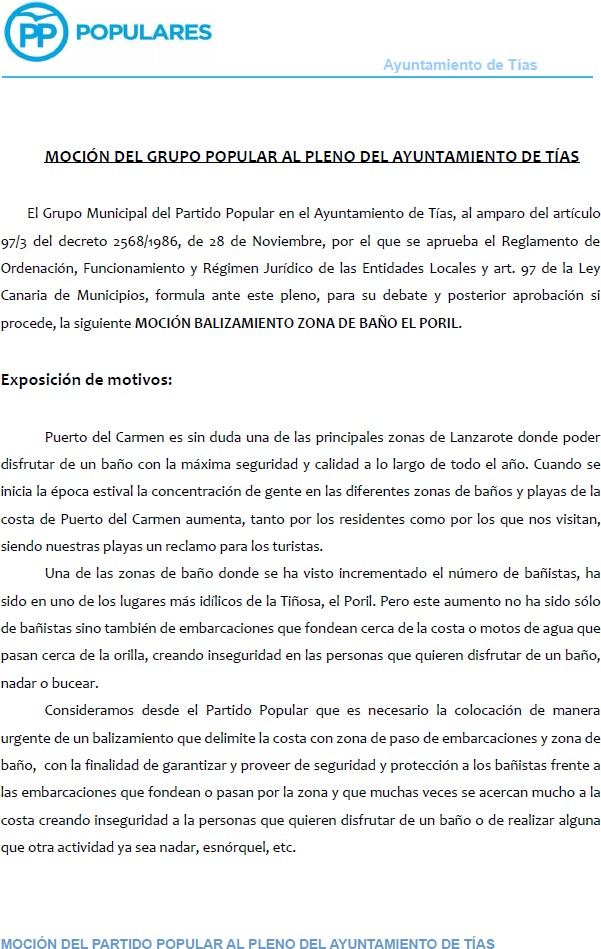 PP POPULARES
Ayuntamiento de Tías
MOCIÓN DEL GRUPO POPULAR AL PLENO DEL AYUNTAMIENTO DE TÍAS
El Grupo Municipal del Partido Popular en el Ayuntamiento de Tías, al amparo del artículo
97/3 del decreto 2568/1986, de 28 de Noviembre, por el que se aprueba el Reglamento de
Ordenación, Funcionamiento y Régimen Jurídico de las Entidades Locales y art. 97 de la Ley
Canaria de Municipios, formula ante este pleno, para su debate y posterior aprobación si
procede, la siguiente MOCIÓN BALIZAMIENTO ZONA DE BAÑO EL PORIL.
Exposición de motivos:
Puerto del Carmen es sin duda una de las principales zonas de Lanzarote donde poder
disfrutar de un baño con la máxima seguridad y calidad a lo largo de todo el año. Cuando se
inicia la época estival la concentración de gente en las diferentes zonas de baños y playas de la
costa de Puerto del Carmen aumenta, tanto por los residentes como por los que nos visitan,
siendo nuestras playas un reclamo para los turistas.
Una de las zonas de baño donde se ha visto incrementado el número de bañistas, ha
sido en uno de los lugares más idílicos de la Tiñosa, el Poril. Pero este aumento no ha sido sólo
de bañistas sino también de embarcaciones que fondean cerca de la costa o motos de agua que
pasan cerca de la orilla, creando inseguridad en las personas que quieren disfrutar de un baño,
nadar o bucear.
Consideramos desde el Partido Popular que es necesario la colocación de manera
urgente de un balizamiento que delimite la costa con zona de paso de embarcaciones y zona de
baño, con la finalidad de garantizar y proveer de seguridad y protección a los bañistas frente a
las embarcaciones que fondean o pasan por la zona y que muchas veces se acercan mucho a la
costa creando inseguridad a la personas que quieren disfrutar de un baño o de realizar alguna
que otra actividad ya sea nadar, esnórquel, etc.
MOCIÓN DEL PARTIDO POPULAR AL PLENO DEL AYUNTAMIENTO DE TÍAS